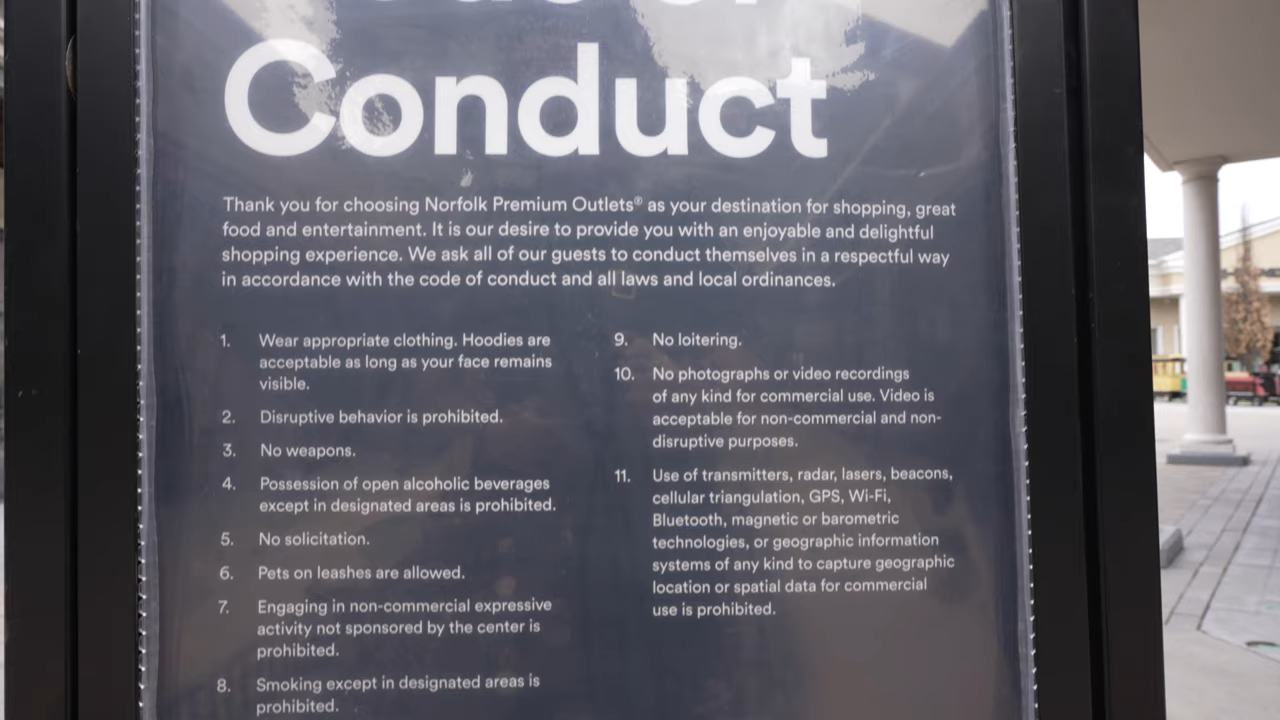 Conduct
Thank you for choosing Norfolk Premium Outlets® as your destination for shopping, great
food and entertainment. It is our desire to provide you with an enjoyable and delightful
shopping experience. We ask all of our guests to conduct themselves in a respectful way
in accordance with the code of conduct and all laws and local ordinances.
1. Wear appropriate clothing. Hoodies are
acceptable as long as your face remains
visible.
2. Disruptive behavior is prohibited.
3. No weapons.
4. Possession of open alcoholic beverages
except in designated areas is prohibited.
5. No solicitation.
6. Pets on leashes are allowed.
7. Engaging in non-commercial expressive
activity not sponsored by the center is
prohibited.
8. Smoking except in designated areas is
prohibited.
9. No loitering.
10. No photographs or video recordings
of any kind for commercial use. Video is
acceptable for non-commercial and non-
disruptive purposes.
11. Use of transmitters, radar, lasers, beacons,
cellular triangulation, GPS, Wi-Fi,
Bluetooth, magnetic or barometric
technologies, or geographic information
systems of any kind to capture geographic
location or spatial data for commercial
use is prohibited.